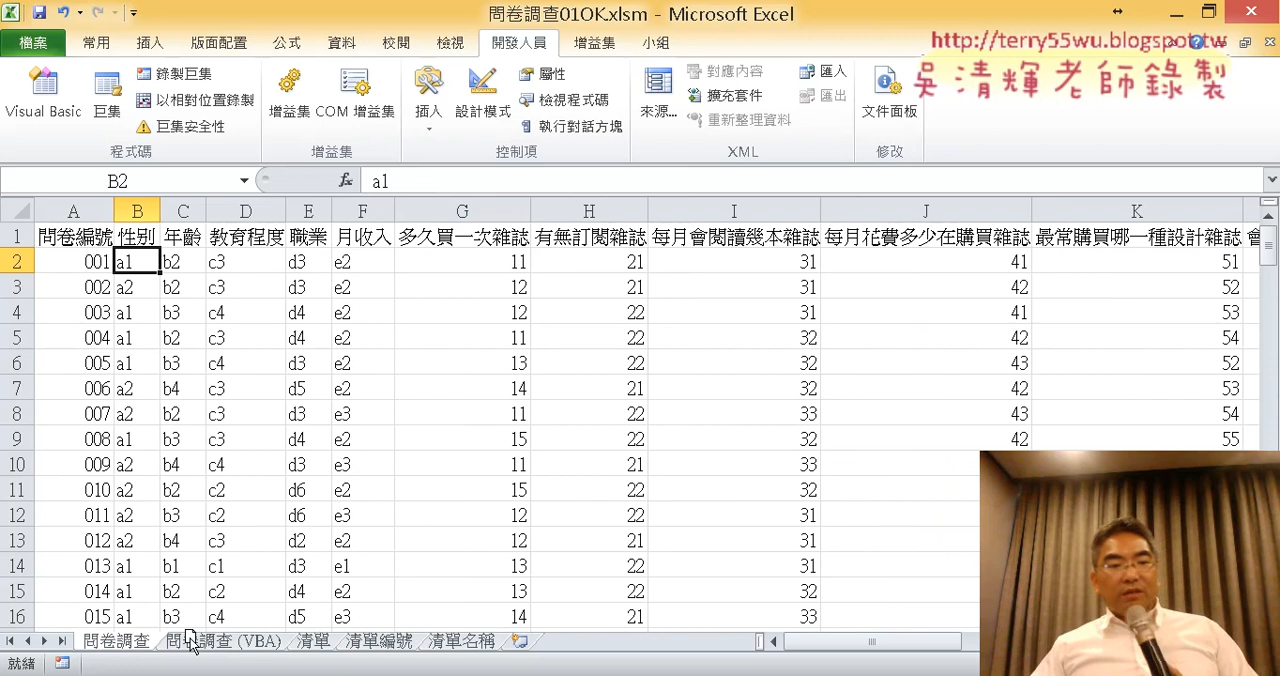 問卷調查01OK.xlsm - Microsoft Excel
檔案 常用 插入 版面配置 公式 資料 校閱 檢視 開發人員 增益集 小組
http://terry55wu.blogspot.tw
吳清輝老師錄製
Visual Basic 巨集 錄製巨集 以相對位置錄製 巨集安全性
增益集 COM 增益集
插入 設計模式 屬性 檢視程式碼 執行對話方塊
來源... 對應內容 擴充套件 重新整理資料 匯入 匯出
文件面板
程式碼 增益集 控制項 XML 修改
B2 fx a1
A B C D E F G H I J K
1 問卷編號 性別 年齡 教育程度 職業 月收入 多久買一次雜誌 有無訂閱雜誌 每月會閱讀幾本雜誌 每月花費多少在購買雜誌 最常購買哪一種設計雜誌 會
2 001 a1 b2 c3 d3 e2 11 21 31 41 51
3 002 a2 b2 c3 d3 e2 12 21 31 42 52
4 003 a1 b3 c4 d4 e2 12 22 31 41 53
5 004 a1 b2 c3 d4 e2 11 22 32 42 54
6 005 a1 b3 c4 d3 e2 13 22 32 43 52
7 006 a2 b4 c3 d5 e2 14 21 32 42 53
8 007 a2 b2 c3 d3 e3 11 22 33 43 54
9 008 a1 b3 c3 d4 e2 15 22 32 42 55
10 009 a2 b4 c4 d3 e3 11 21 33
11 010 a2 b2 c2 d6 e2 15 22 32
12 011 a2 b3 c2 d6 e3 12 22 31
13 012 a2 b4 c3 d2 e2 12 21 31
14 013 a1 b1 c1 d3 e1 13 22 31
15 014 a1 b2 c2 d4 e2 13 22 32
16 015 a1 b3 c4 d5 e3 14 21 33
問卷調查 問卷調查 (VBA) 清單 清單編號 清單名稱
就緒